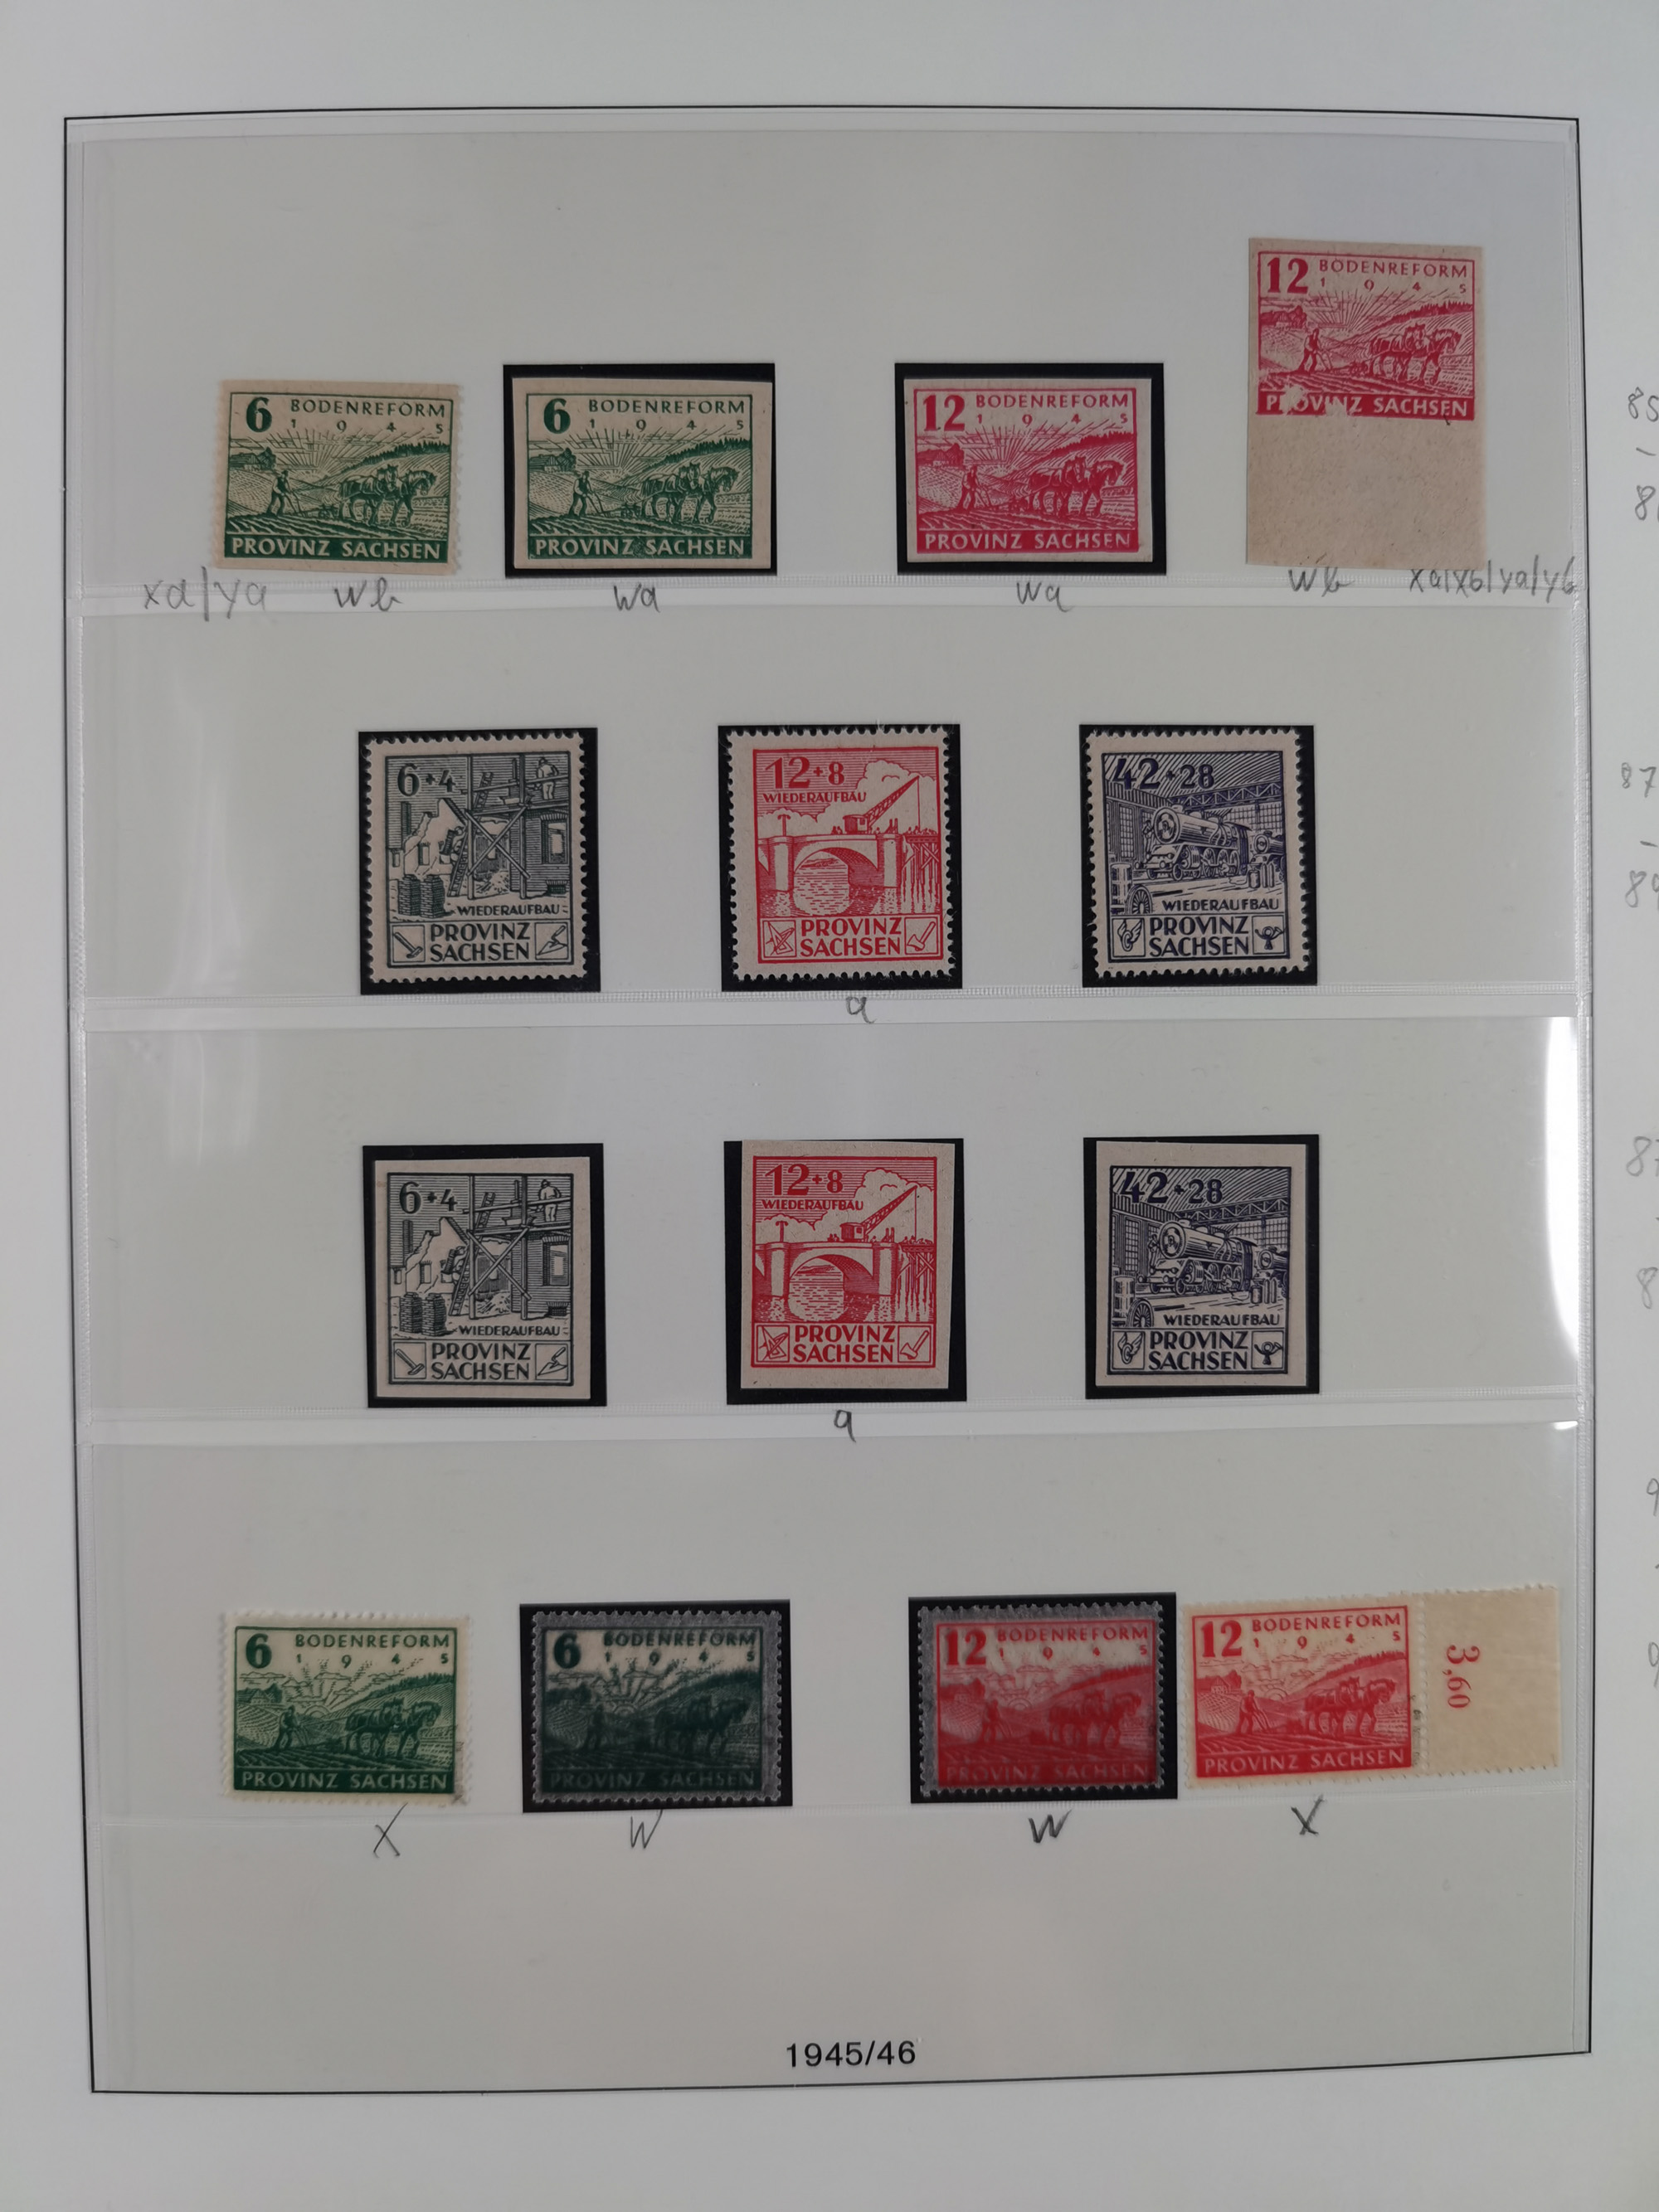 12 BODENREFORM
1 9 4 5
PROVINZ SACHSEN
6 BODENREFORM
1 9 4 5
PROVINZ SACHSEN
6 BODENREFORM
1 9 4 5
PROVINZ SACHSEN
12 BODENREFORM
1 9 4 5
PROVINZ SACHSEN
xa/ya wb wa wa wb xa/xb/ya/yb
6+4
WIEDERAUFBAU
PROVINZ
SACHSEN
12+8
WIEDERAUFBAU
PROVINZ
SACHSEN
42+28
WIEDERAUFBAU
PROVINZ
SACHSEN
a
87
6+4
WIEDERAUFBAU
PROVINZ
SACHSEN
12+8
WIEDERAUFBAU
PROVINZ
SACHSEN
42+28
WIEDERAUFBAU
PROVINZ
SACHSEN
a
6 BODENREFORM
1 9 4 5
PROVINZ SACHSEN
6 BODENREFORM
1 9 4 5
PROVINZ SACHSEN
12 BODENREFORM
1 9 4 5
PROVINZ SACHSEN
12 BODENREFORM
1 9 4 5
PROVINZ SACHSEN
3,60
X W W X
1945/46